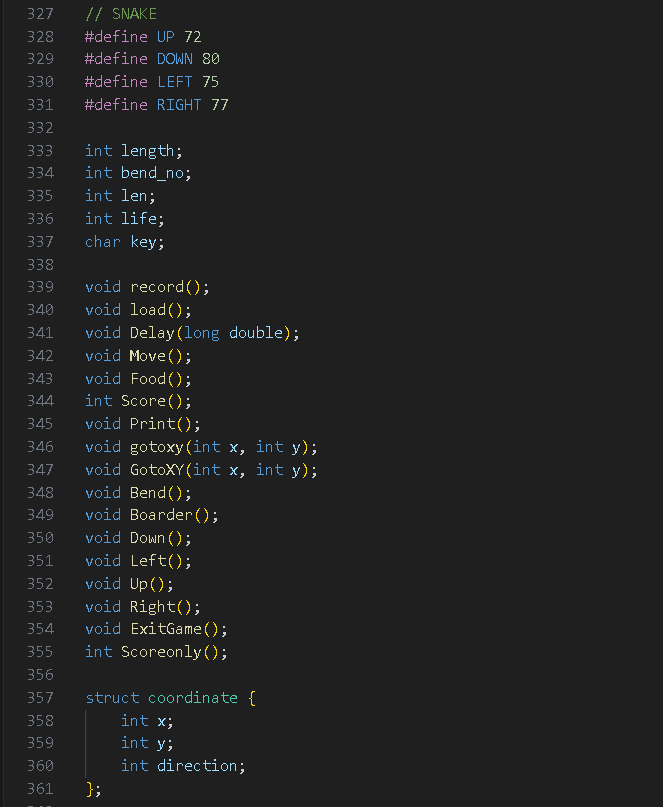 327 // SNAKE
328 #define UP 72
329 #define DOWN 80
330 #define LEFT 75
331 #define RIGHT 77
332
333 int length;
334 int bend_no;
335 int len;
336 int life;
337 char key;
338
339 void record();
340 void load();
341 void Delay(long double);
342 void Move();
343 void Food();
344 int Score();
345 void Print();
346 void gotoxy(int x, int y);
347 void GotoXY(int x, int y);
348 void Bend();
349 void Boarder();
350 void Down();
351 void Left();
352 void Up();
353 void Right();
354 void ExitGame();
355 int Scoreonly();
356
357 struct coordinate {
358     int x;
359     int y;
360     int direction;
361 };